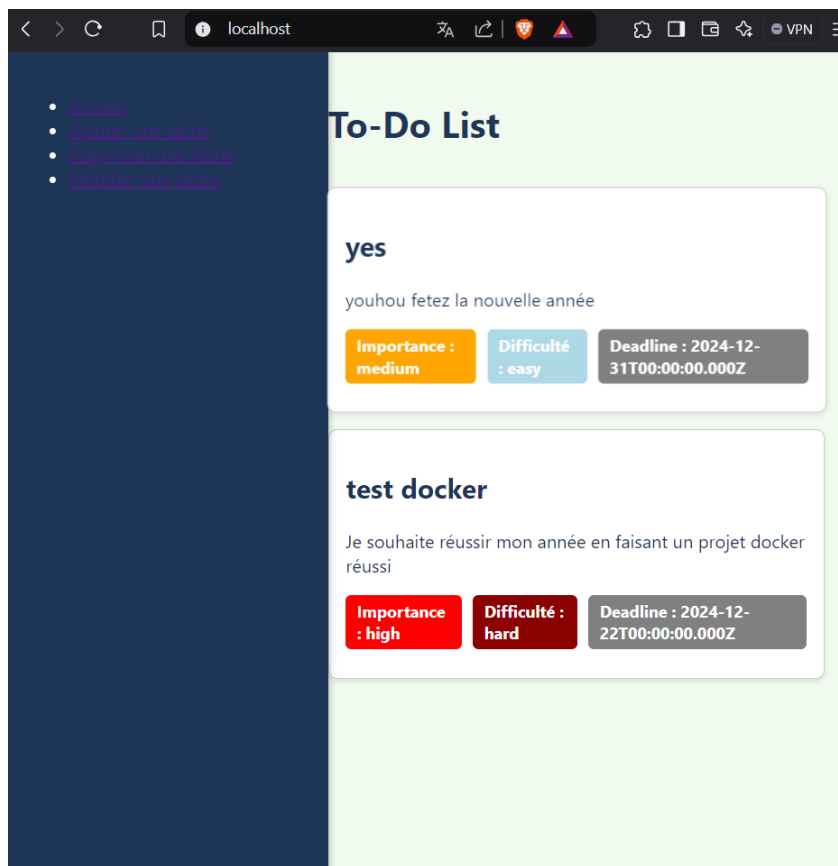 localhost
VPN
Accueil
Ajouter une tâche
Supprimer une tâche
Modifier une tâche
To-Do List
yes
youhou fetez la nouvelle année
Importance :
medium
Difficulté
: easy
Deadline : 2024-12-
31T00:00:00.000Z
test docker
Je souhaite réussir mon année en faisant un projet docker
réussi
Importance
: high
Difficulté :
hard
Deadline : 2024-12-
22T00:00:00.000Z